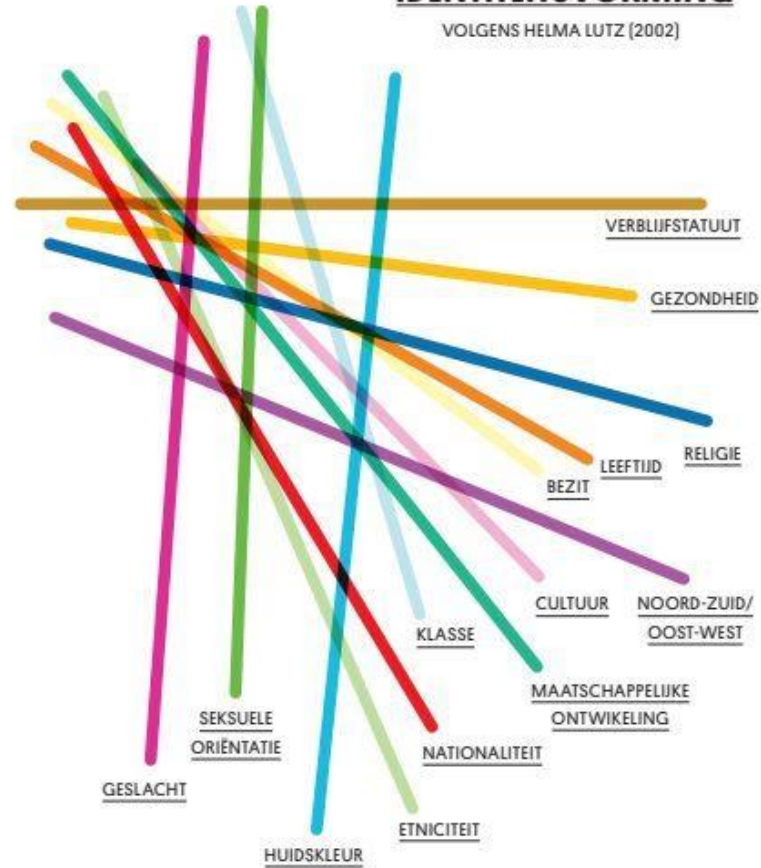 VOLGENS HELMA LUTZ (2002)
VERBLIJFSTATUUT
GEZONDHEID
RELIGIE
LEEFTIJD
BEZIT
CULTUUR
NOORD-ZUID/
OOST-WEST
KLASSE
MAATSCHAPPELIJKE
ONTWIKELING
SEKSUELE
ORIËNTATIE
NATIONALITEIT
GESLACHT
ETNICITEIT
HUIDSKLEUR